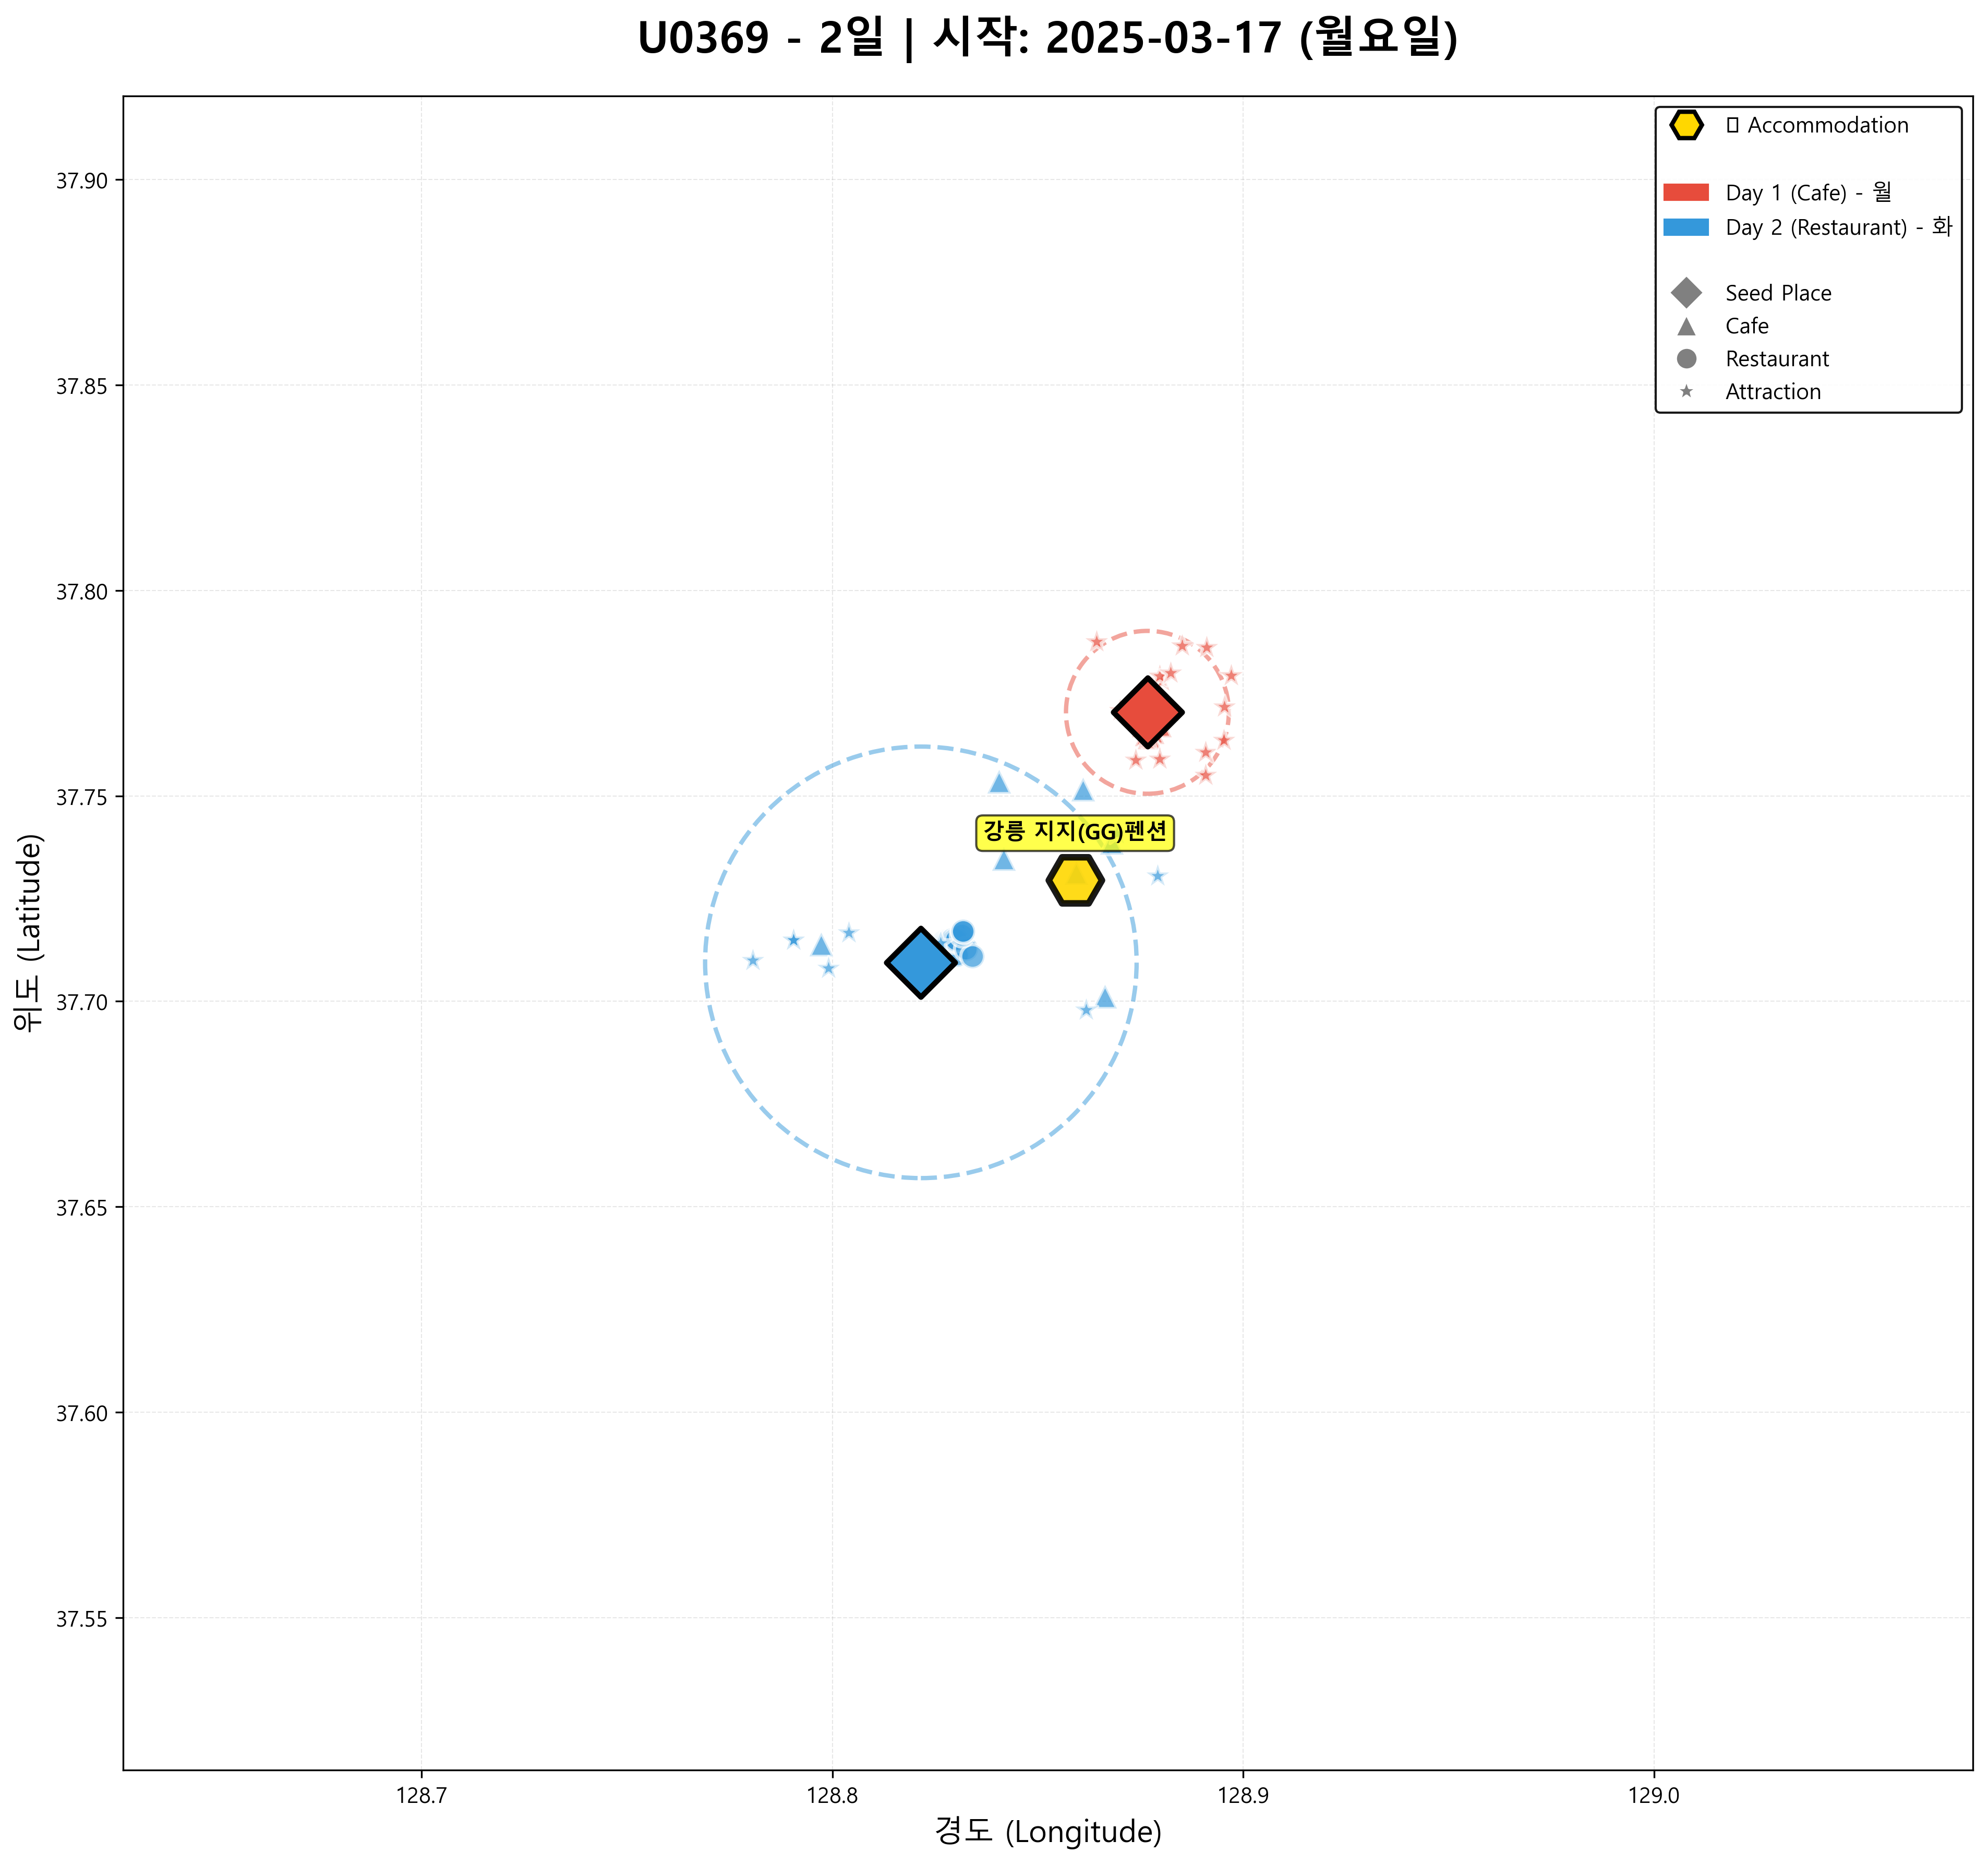 U0369 - 2일 | 시작: 2025-03-17 (월요일)
Accommodation
Day 1 (Cafe) - 월
Day 2 (Restaurant) - 화
Seed Place
Cafe
Restaurant
Attraction
37.90
37.85
37.80
37.75
37.70
37.65
37.60
37.55
위도 (Latitude)
강릉 지지(GG)펜션
128.7
128.8
128.9
129.0
경도 (Longitude)